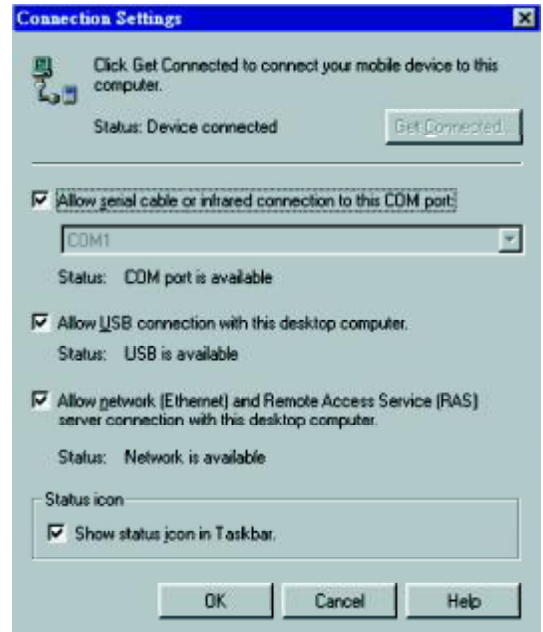 Connection Settings
Click Get Connected to connect your mobile device to this
computer.
Status: Device connected
Get Connected...
Allow serial cable or infrared connection to this COM port:
COM1
Status: COM port is available
Allow USB connection with this desktop computer.
Status: USB is available
Allow network (Ethernet) and Remote Access Service (RAS)
server connection with this desktop computer.
Status: Network is available
Status icon
Show status icon in Taskbar.
OK
Cancel
Help